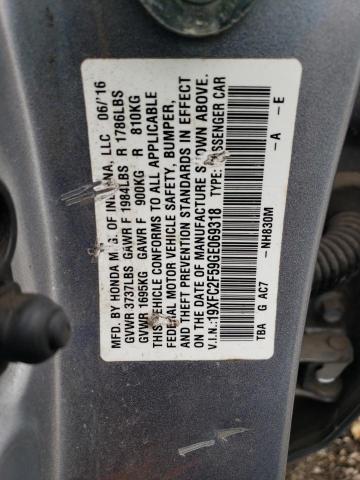 MFD. BY HONDA MFG. OF INDIANA, LLC 06/'16
GVWR 3737LBS GAWR F 1984LBS R 1786LBS
GVWR 1695KG GAWR F 900KG R 810KG
THIS VEHICLE CONFORMS TO ALL APPLICABLE
FEDERAL MOTOR VEHICLE SAFETY, BUMPER,
AND THEFT PREVENTION STANDARDS IN EFFECT
ON THE DATE OF MANUFACTURE SHOWN ABOVE.
V.I.N.:19XFC2F59GE069318 TYPE: PASSENGER CAR
-NH830M -A -E
TBA G AC7